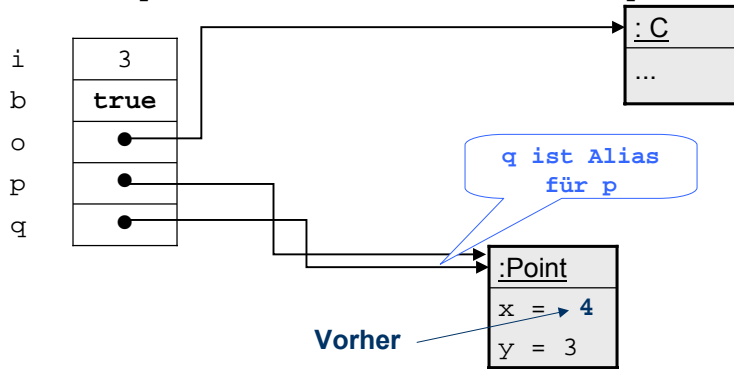 : C
...
i 3
b true
o
p
q
q ist Alias
für p
:Point
x = 4
y = 3
Vorher